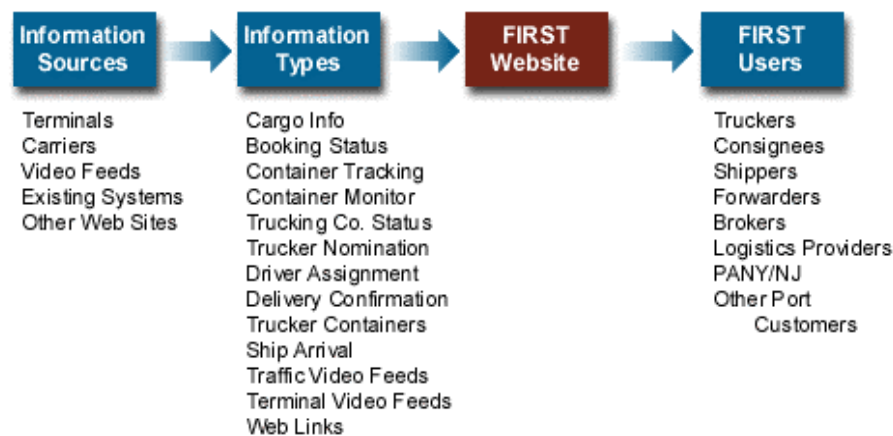 Information
Sources
Information
Types
FIRST
Website
FIRST
Users
Terminals
Carriers
Video Feeds
Existing Systems
Other Web Sites
Cargo Info
Booking Status
Container Tracking
Container Monitor
Trucking Co. Status
Trucker Nomination
Driver Assignment
Delivery Confirmation
Trucker Containers
Ship Arrival
Traffic Video Feeds
Terminal Video Feeds
Web Links
Truckers
Consignees
Shippers
Forwarders
Brokers
Logistics Providers
PANY/NJ
Other Port
Customers